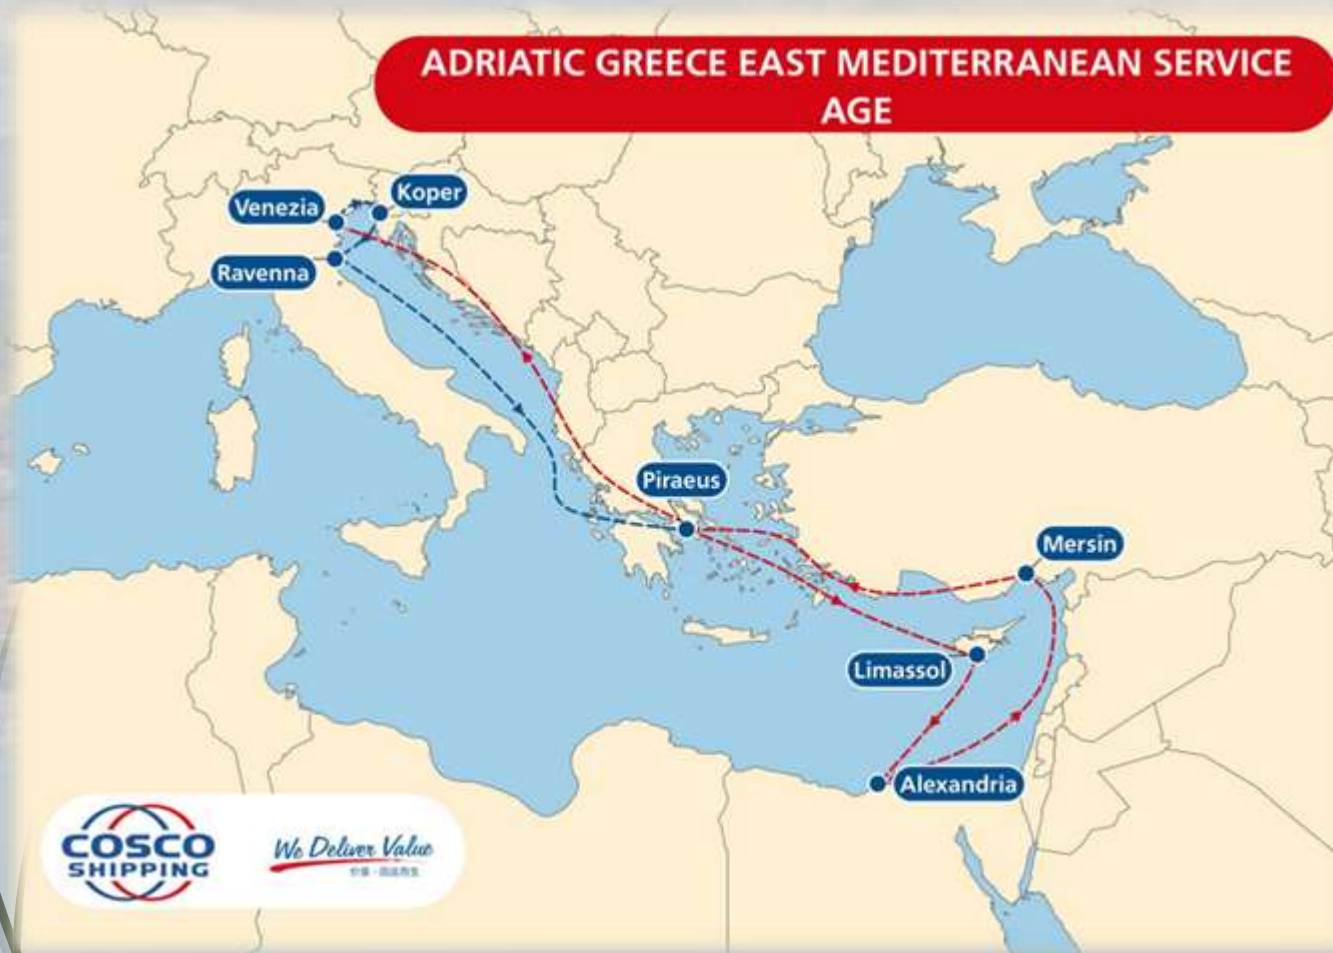 ADRIATIC GREECE EAST MEDITERRANEAN SERVICE
AGE
Koper
Venezia
Ravenna
Piraeus
Mersin
Limassol
Alexandria
COSCO
SHIPPING
We Deliver Value